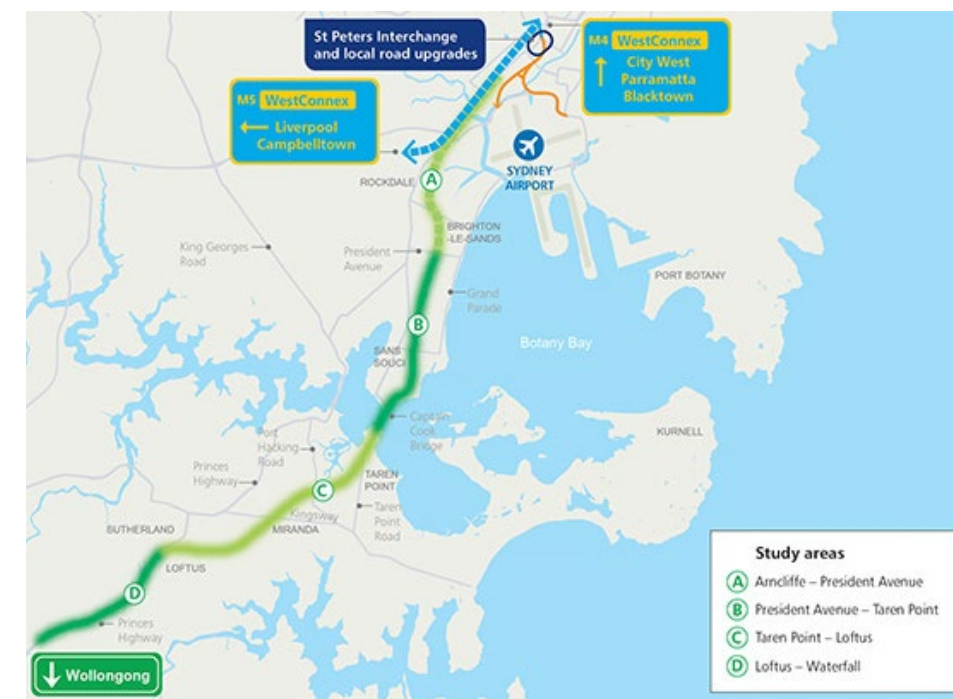 St Peters Interchange
and local road upgrades
M4 WestConnex
City West
Parramatta
Blacktown
M5 WestConnex
Liverpool
Campbelltown
SYDNEY
AIRPORT
ROCKDALE
A
BRIGHTON
-LE-SANDS
King Georges
Road
President
Avenue
PORT BOTANY
Grand
Parade
B
Botany Bay
SANS
SOUCI
Captain
Cook
Bridge
KURNELL
Port
Hacking
Road
Princes
Highway
TAREN
POINT
C
Kingsway
Taren
Point
Road
SUTHERLAND
MIRANDA
LOFTUS
D
Princes
Highway
Wollongong
Study areas
A Arncliffe – President Avenue
B President Avenue – Taren Point
C Taren Point – Loftus
D Loftus – Waterfall